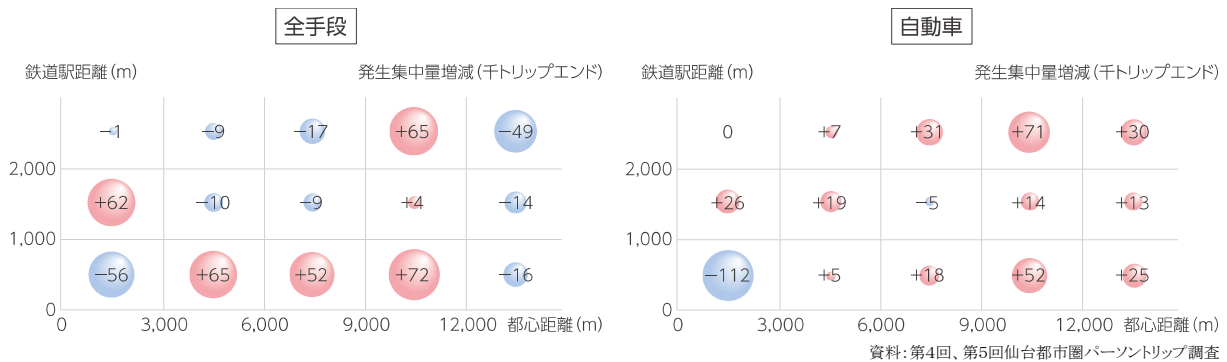 全手段
鉄道駅距離(m) 発生集中量増減(千トリップエンド)
−1 −9 −17 +65 −49
2,000
+62 −10 −9 +4 −14
1,000
−56 +65 +52 +72 −16
0
0 3,000 6,000 9,000 12,000 都心距離(m)
自動車
鉄道駅距離(m) 発生集中量増減(千トリップエンド)
0 +7 +31 +71 +30
2,000
+26 +19 −5 +14 +13
1,000
−112 +5 +18 +52 +25
0
0 3,000 6,000 9,000 12,000 都心距離(m)
資料:第4回、第5回仙台都市圏パーソントリップ調査